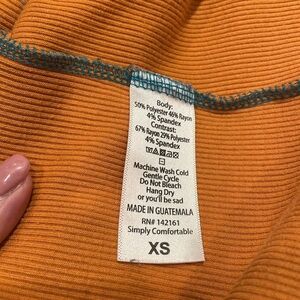 Body:
50% Polyester 46% Rayon
4% Spandex
Contrast:
67% Rayon 29% Polyester
4% Spandex
Machine Wash Cold
Gentle Cycle
Do Not Bleach
Hang Dry
or you'll be sad
MADE IN GUATEMALA
RN# 142161
Simply Comfortable
XS